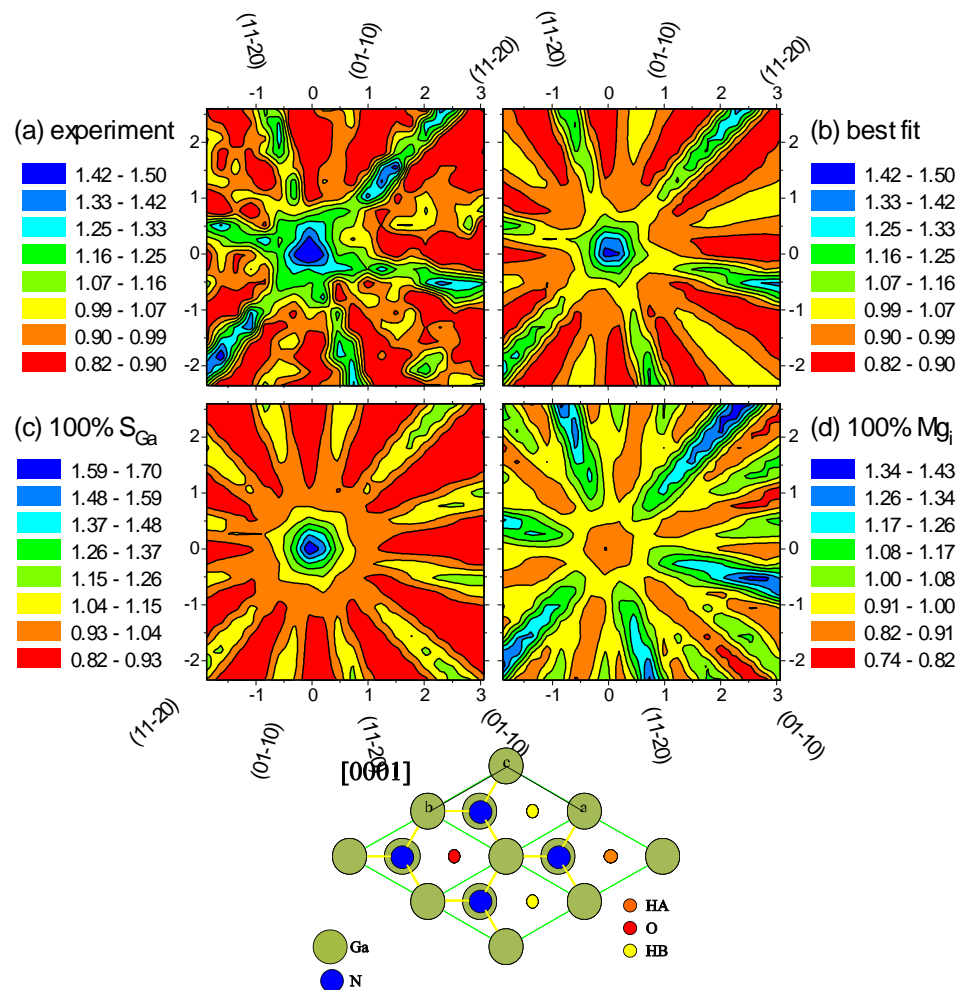 (11-20) (01-10) (11-20) (11-20) (01-10) (11-20)
-1 0 1 2 3 -1 0 1 2 3
(a) experiment
1.42 - 1.50
1.33 - 1.42
1.25 - 1.33
1.16 - 1.25
1.07 - 1.16
0.99 - 1.07
0.90 - 0.99
0.82 - 0.90
2
1
0
-1
-2
(b) best fit
1.42 - 1.50
1.33 - 1.42
1.25 - 1.33
1.16 - 1.25
1.07 - 1.16
0.99 - 1.07
0.90 - 0.99
0.82 - 0.90
2
1
0
-1
-2
(c) 100% S_Ga
1.59 - 1.70
1.48 - 1.59
1.37 - 1.48
1.26 - 1.37
1.15 - 1.26
1.04 - 1.15
0.93 - 1.04
0.82 - 0.93
2
1
0
-1
-2
(d) 100% Mg_i
1.34 - 1.43
1.26 - 1.34
1.17 - 1.26
1.08 - 1.17
1.00 - 1.08
0.91 - 1.00
0.82 - 0.91
0.74 - 0.82
2
1
0
-1
-2
-1 0 1 2 3 -1 0 1 2 3
(11-20) (01-10) (11-20) (01-10) (11-20) (01-10)
[0001]
c
b a
HA
O
HB
Ga
N